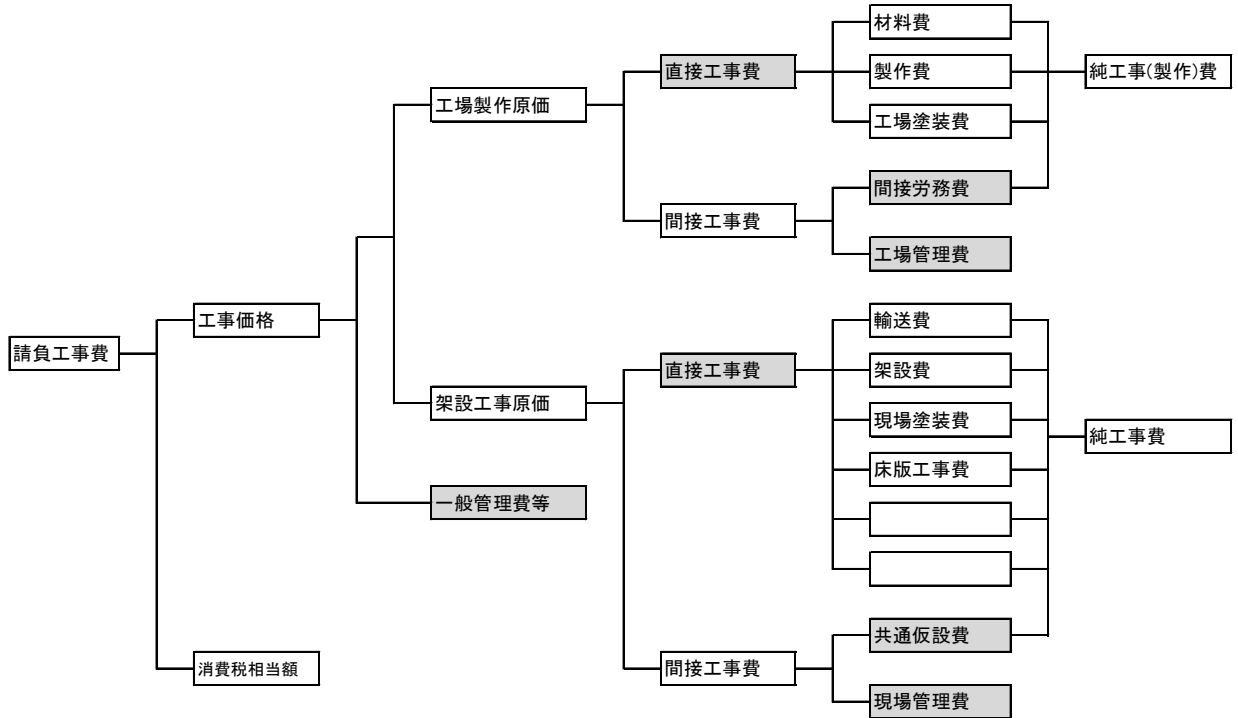 材料費
直接工事費
製作費
純工事(製作)費
工場製作原価
工場塗装費
間接労務費
間接工事費
工場管理費
工事価格
輸送費
請負工事費
直接工事費
架設費
架設工事原価
現場塗装費
純工事費
床版工事費
一般管理費等
共通仮設費
消費税相当額
間接工事費
現場管理費